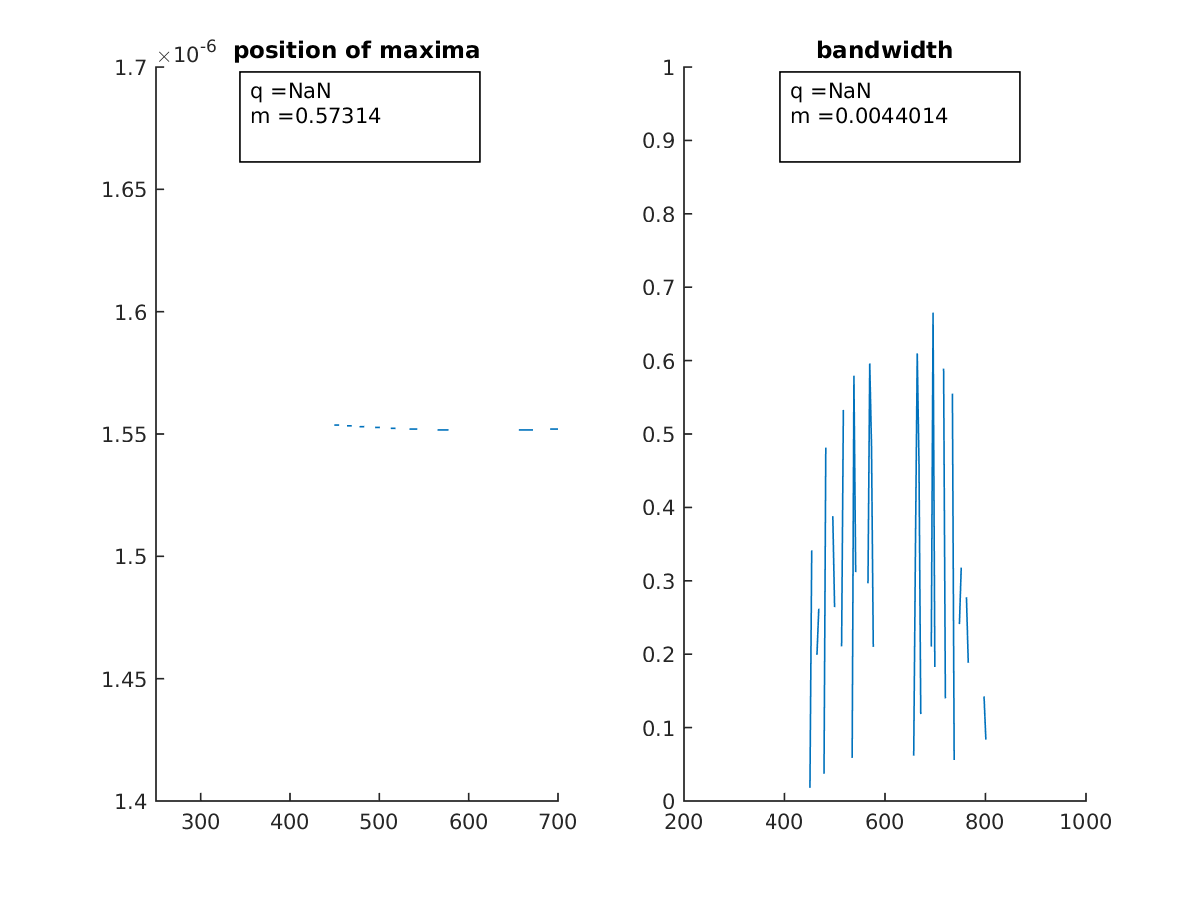 ×10-6
position of maxima
q =NaN
m =0.57314
1.7
1.65
1.6
1.55
1.5
1.45
1.4
300 400 500 600 700
bandwidth
q =NaN
m =0.0044014
1
0.9
0.8
0.7
0.6
0.5
0.4
0.3
0.2
0.1
0
200 400 600 800 1000